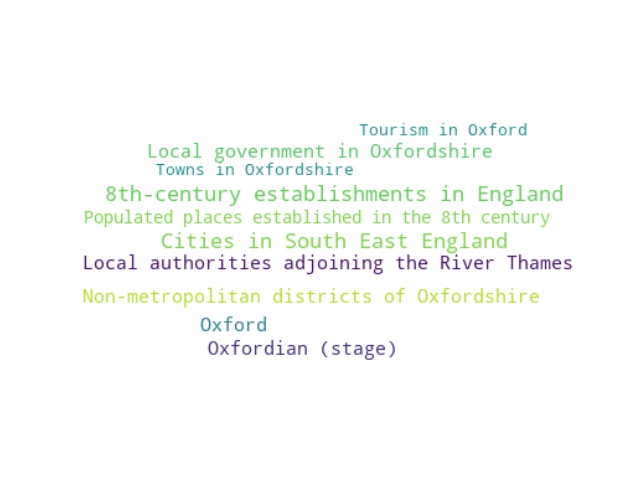 Tourism in Oxford
Local government in Oxfordshire
Towns in Oxfordshire
8th-century establishments in England
Populated places established in the 8th century
Cities in South East England
Local authorities adjoining the River Thames
Non-metropolitan districts of Oxfordshire
Oxford
Oxfordian (stage)